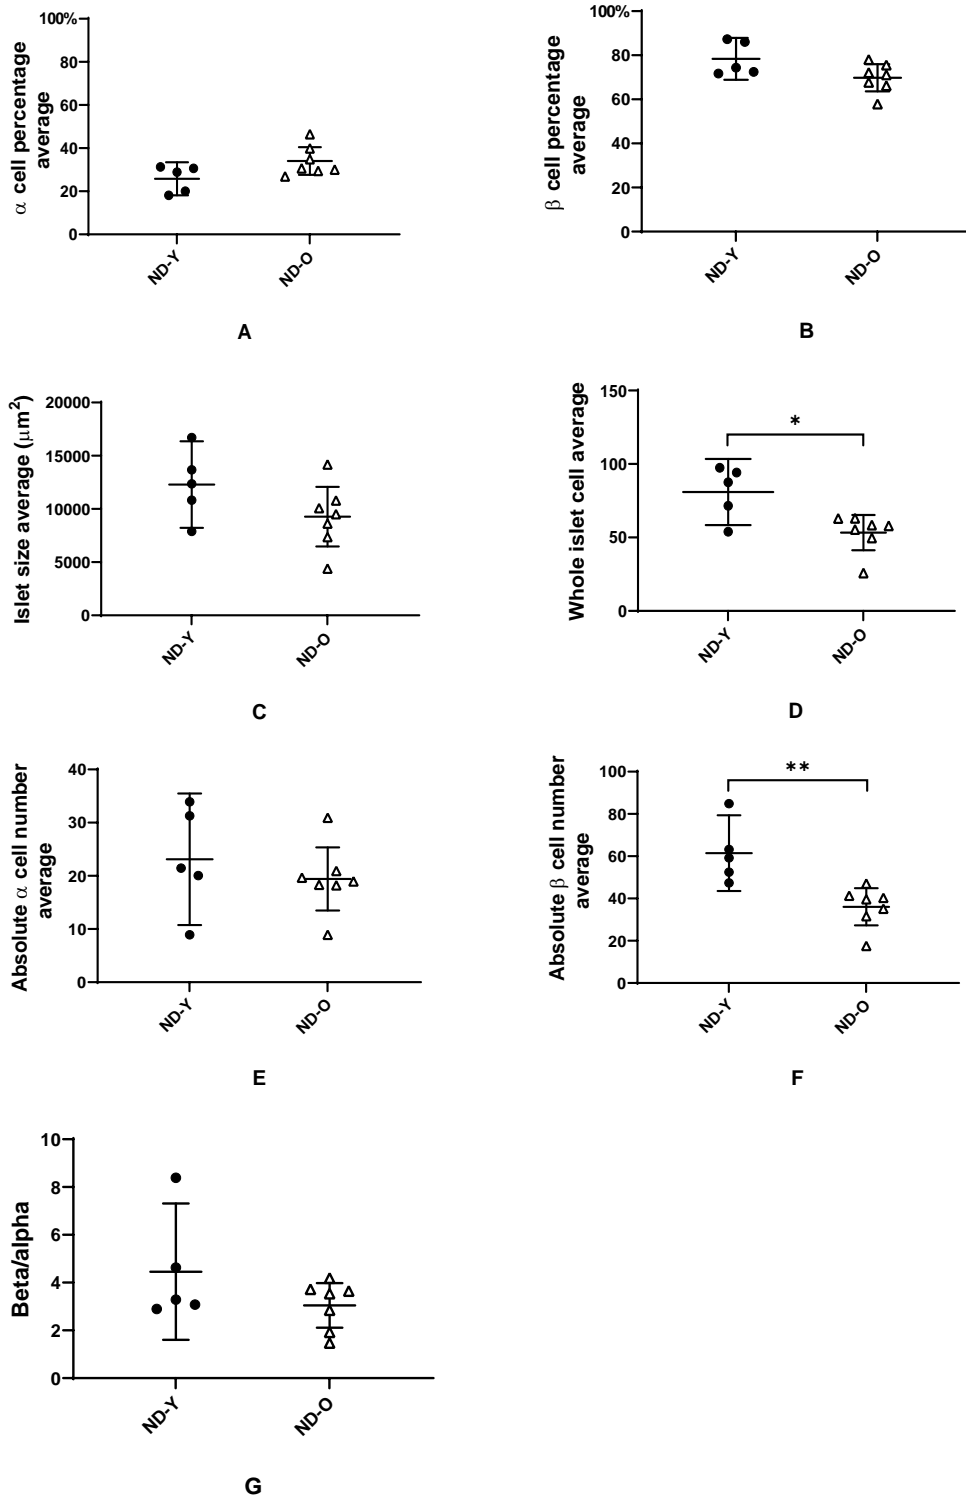 α cell percentage
average
100%
80
60
40
20
0
ND-Y
ND-O
A
β cell percentage
average
100%
80
60
40
20
0
ND-Y
ND-O
B
Islet size average (μm²)
20000
15000
10000
5000
0
ND-Y
ND-O
C
Whole islet cell average
150
100
50
0
*
ND-Y
ND-O
D
Absolute α cell number
average
40
30
20
10
0
ND-Y
ND-O
E
Absolute β cell number
average
100
80
60
40
20
0
**
ND-Y
ND-O
F
Beta/alpha
10
8
6
4
2
0
ND-Y
ND-O
G